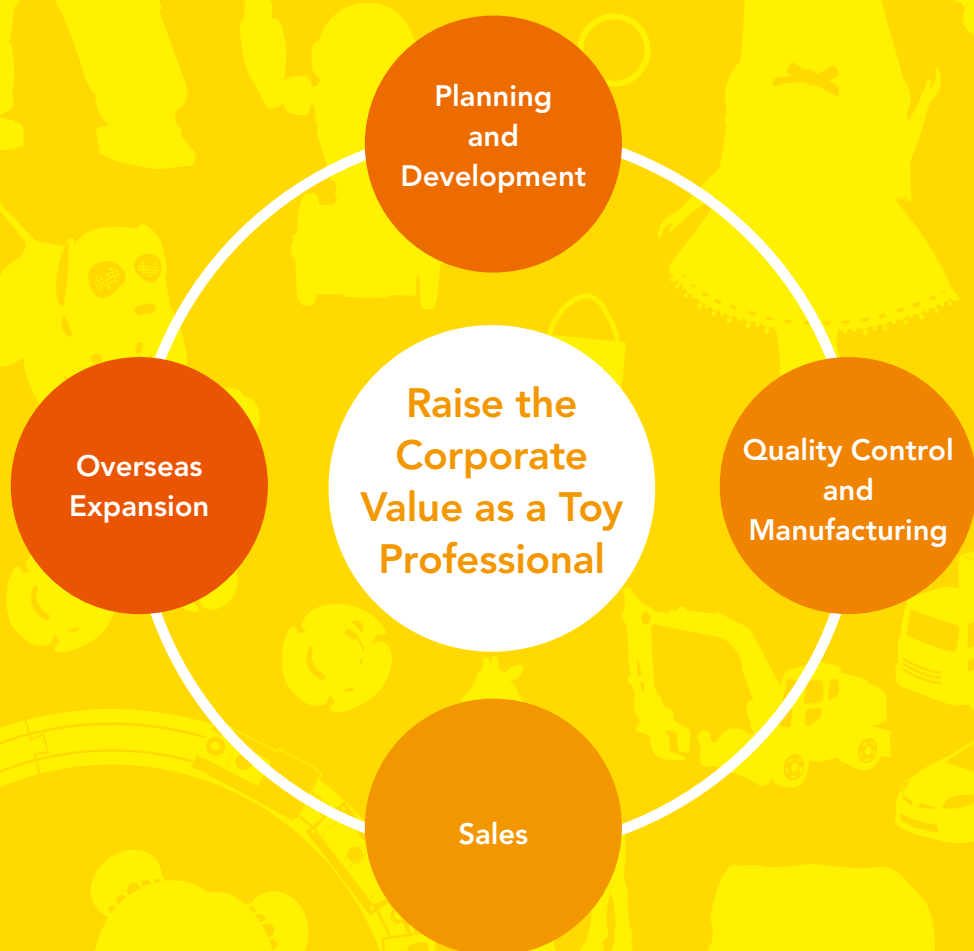 Planning
and
Development
Raise the
Corporate
Value as a Toy
Professional
Overseas
Expansion
Quality Control
and
Manufacturing
Sales